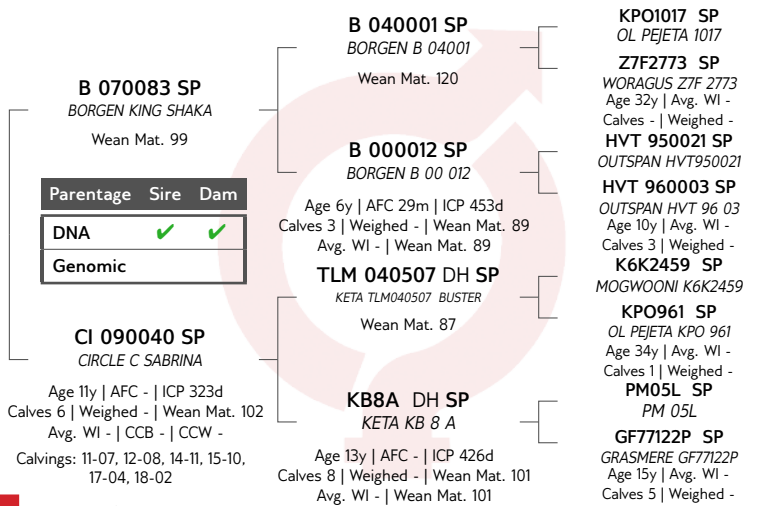 B 070083 SP
BORGEN KING SHAKA
Wean Mat. 99
Parentage Sire Dam
DNA ✔ ✔
Genomic
CI 090040 SP
CIRCLE C SABRINA
Age 11y | AFC - | ICP 323d
Calves 6 | Weighed - | Wean Mat. 102
Avg. WI - | CCB - | CCW -
Calvings: 11-07, 12-08, 14-11, 15-10,
17-04, 18-02
B 040001 SP
BORGEN B 04001
Wean Mat. 120
B 000012 SP
BORGEN B 00 012
Age 6y | AFC 29m | ICP 453d
Calves 3 | Weighed - | Wean Mat. 89
Avg. WI - | Wean Mat. 89
TLM 040507 DH SP
KETA TLM040507 BUSTER
Wean Mat. 87
KB8A DH SP
KETA KB 8 A
Age 13y | AFC - | ICP 426d
Calves 8 | Weighed - | Wean Mat. 101
Avg. WI - | Wean Mat. 101
KPO1017 SP
OL PEJETA 1017
Z7F2773 SP
WORAGUS Z7F 2773
Age 32y | Avg. WI -
Calves - | Weighed -
HVT 950021 SP
OUTSPAN HVT950021
HVT 960003 SP
OUTSPAN HVT 96 03
Age 10y | Avg. WI -
Calves 3 | Weighed -
K6K2459 SP
MOGWOONI K6K2459
KPO961 SP
OL PEJETA KPO 961
Age 34y | Avg. WI -
Calves 1 | Weighed -
PM05L SP
PM 05L
GF77122P SP
GRASMERE GF77122P
Age 15y | Avg. WI -
Calves 5 | Weighed -